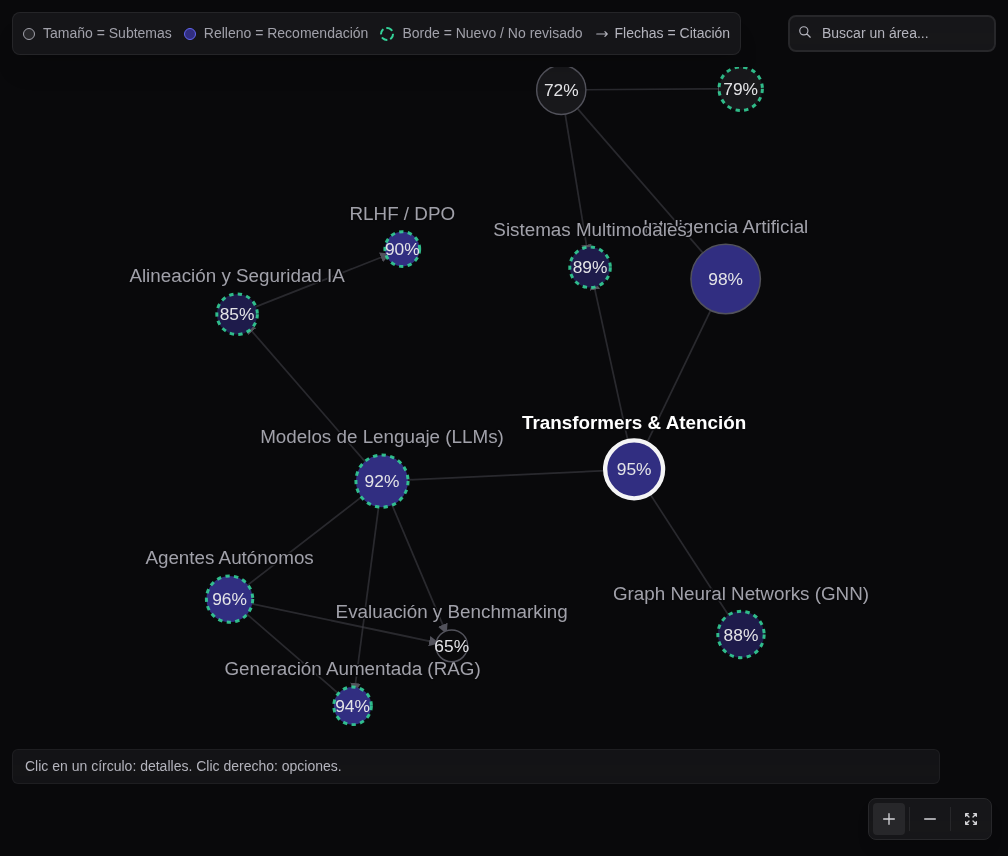 Tamaño = Subtemas
Relleno = Recomendación
Borde = Nuevo / No revisado
Flechas = Citación
Buscar un área...
72%
79%
RLHF / DPO
90%
Sistemas Multimodales
Inteligencia Artificial
89%
98%
Alineación y Seguridad IA
85%
Transformers & Atención
95%
Modelos de Lenguaje (LLMs)
92%
Agentes Autónomos
96%
Evaluación y Benchmarking
65%
Graph Neural Networks (GNN)
88%
Generación Aumentada (RAG)
94%
Clic en un círculo: detalles. Clic derecho: opciones.